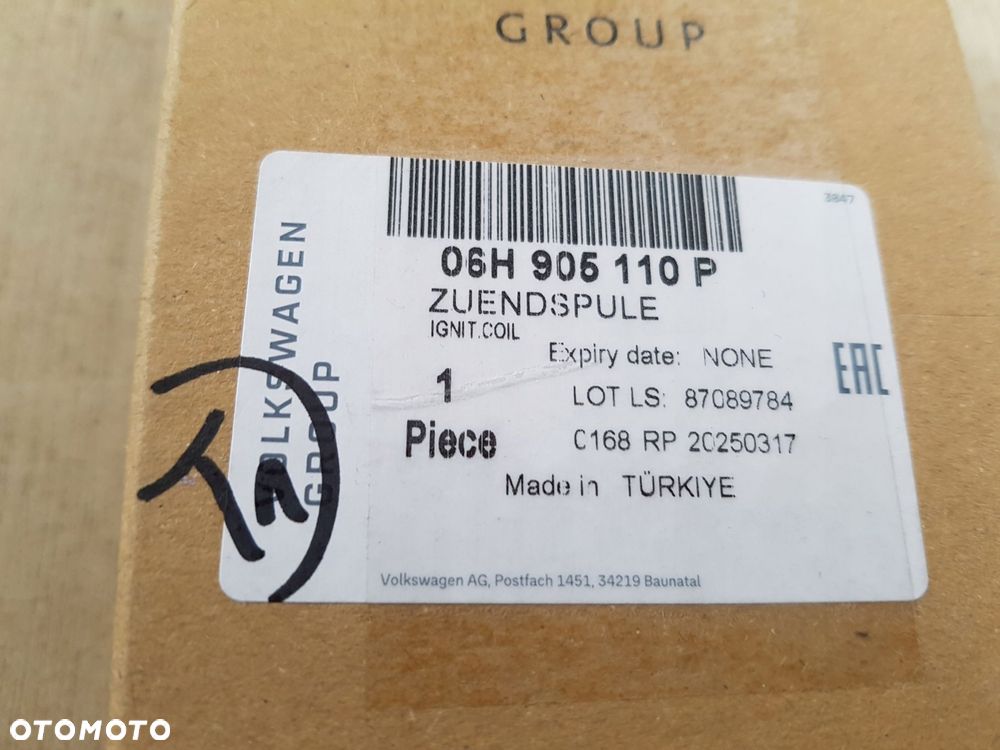 GROUP
VOLKSWAGEN
GROUP
3847
06H 905 110 P
ZUENDSPULE
IGNIT.COIL
Expiry date: NONE
1
Piece
LOT LS: 87089784
C168 RP 20250317
Made in TÜRKIYE
EAC
Volkswagen AG, Postfach 1451, 34219 Baunatal
OTOMOTO